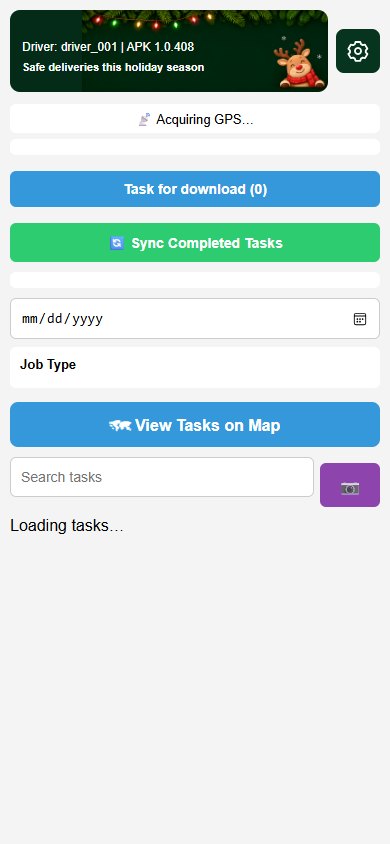 Driver: driver_001 | APK 1.0.408
Safe deliveries this holiday season
Acquiring GPS…
Task for download (0)
Sync Completed Tasks
mm/dd/yyyy
Job Type
View Tasks on Map
Search tasks
Loading tasks…